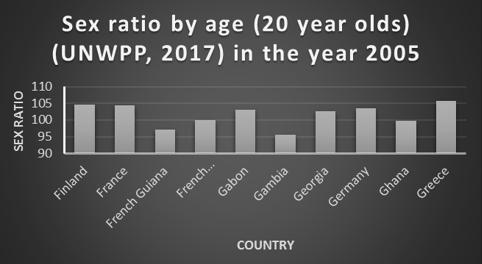 Sex ratio by age (20 year olds)
(UNWPP, 2017) in the year 2005
SEX RATIO
110
105
100
95
90
Finland
France
French Guiana
French...
Gabon
Gambia
Georgia
Germany
Ghana
Greece
COUNTRY